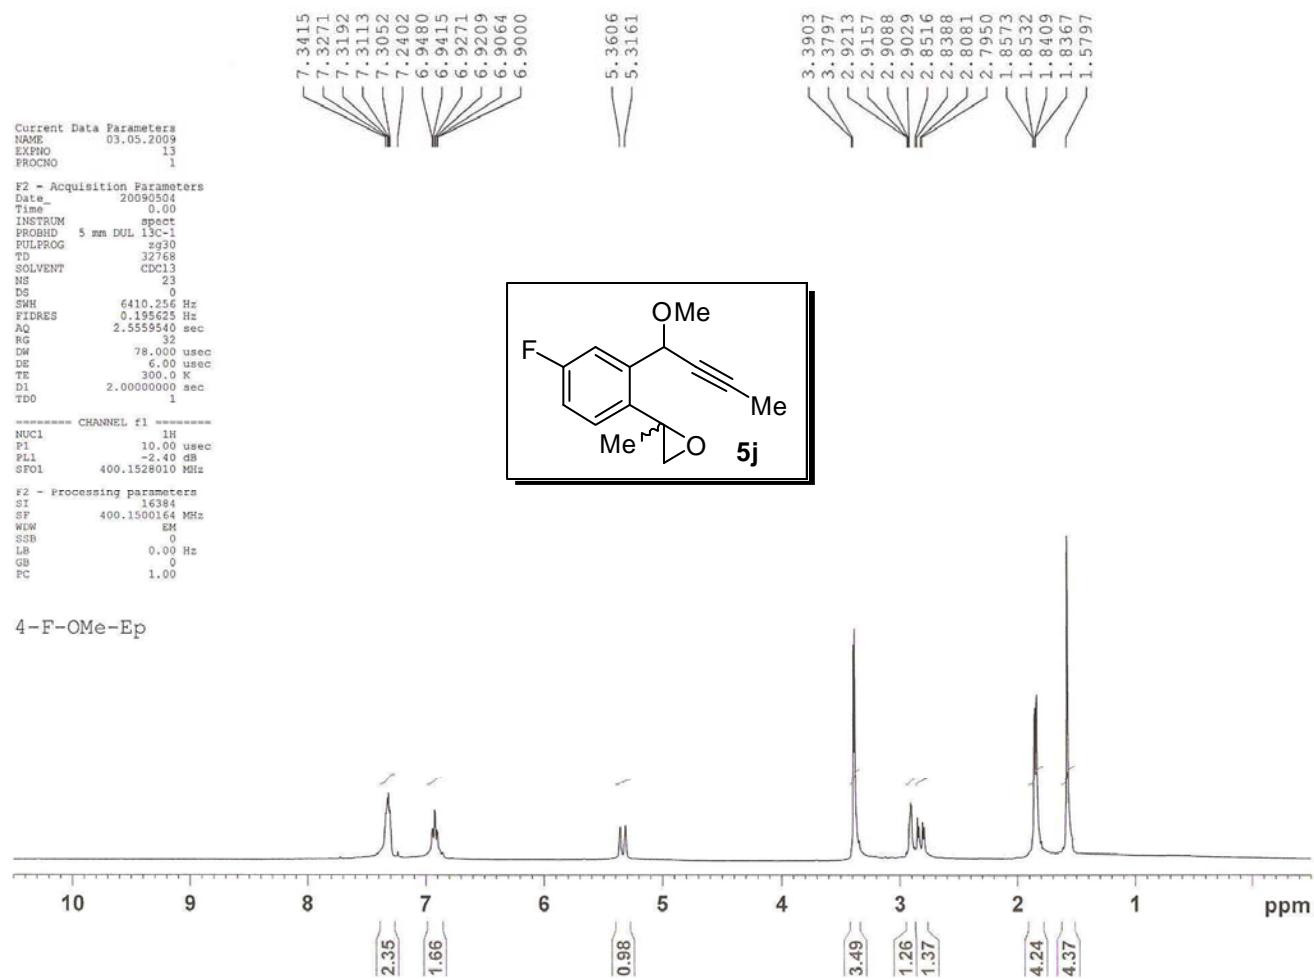 7.3415
7.3271
7.3192
7.3113
7.3052
7.2402
6.9480
6.9415
6.9271
6.9209
6.9064
6.9000
5.3606
5.3161
3.3903
3.3797
2.9213
2.9157
2.9088
2.9029
2.8516
2.8388
2.8081
2.7950
1.8573
1.8532
1.8409
1.8367
1.5797
Current Data Parameters
NAME 03.05.2009
EXPNO 13
PROCNO 1
F2 - Acquisition Parameters
Date_ 20090504
Time 0.00
INSTRUM spect
PROBHD 5 mm DUL 13C-1
PULPROG zg30
TD 32768
SOLVENT CDCl3
NS 23
DS 0
SWH 6410.256 Hz
FIDRES 0.195625 Hz
AQ 2.5559540 sec
RG 32
DW 78.000 usec
DE 6.00 usec
TE 300.0 K
D1 2.00000000 sec
TD0 1
======== CHANNEL f1 ========
NUC1 1H
P1 10.00 usec
PL1 -2.40 dB
SFO1 400.1528010 MHz
F2 - Processing parameters
SI 16384
SF 400.1500164 MHz
WDW EM
SSB 0
LB 0.00 Hz
GB 0
PC 1.00
4-F-OMe-Ep
OMe
F
Me
Me
O
5j
10 9 8 7 6 5 4 3 2 1 ppm
2.35
1.66
0.98
3.49
1.26
1.37
4.24
4.37